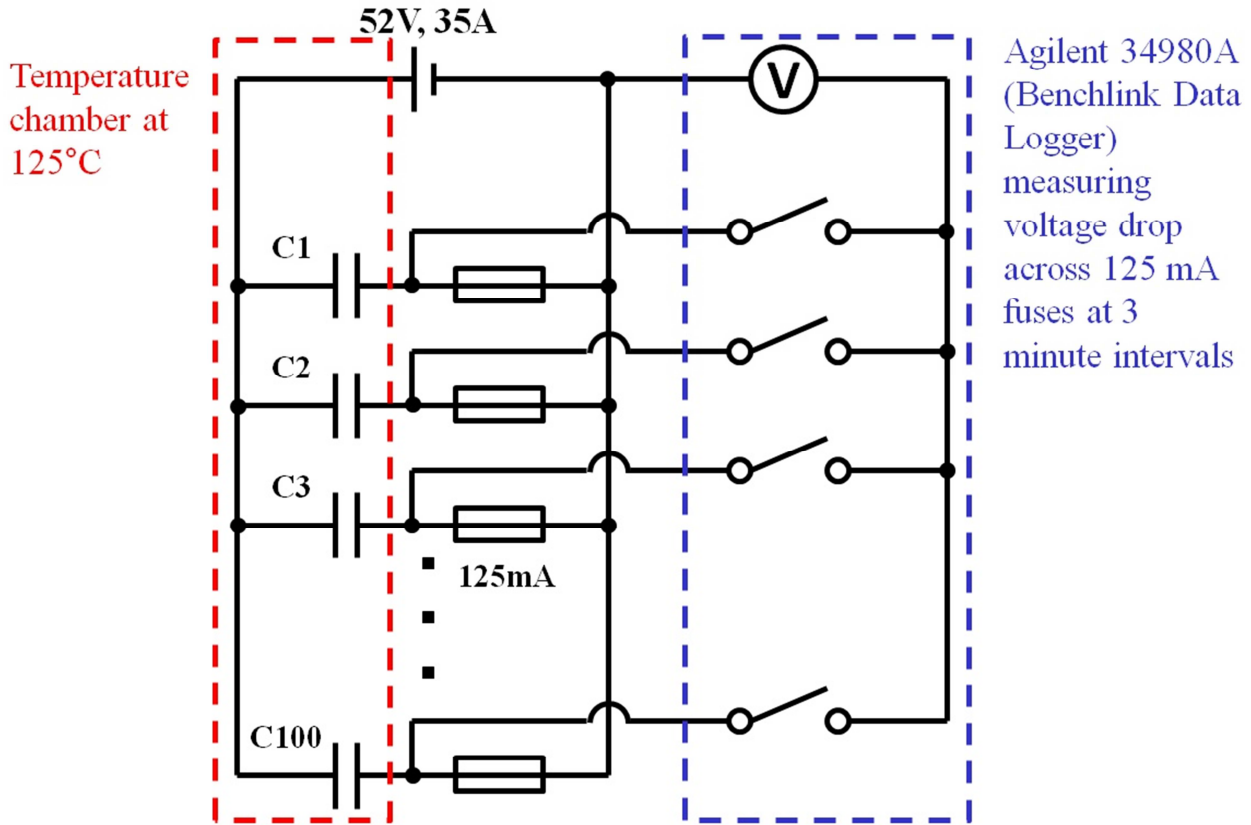 52V, 35A
Temperature
chamber at
125°C
Agilent 34980A
(Benchlink Data
Logger)
measuring
voltage drop
across 125 mA
fuses at 3
minute intervals
V
C1
C2
C3
125mA
C100